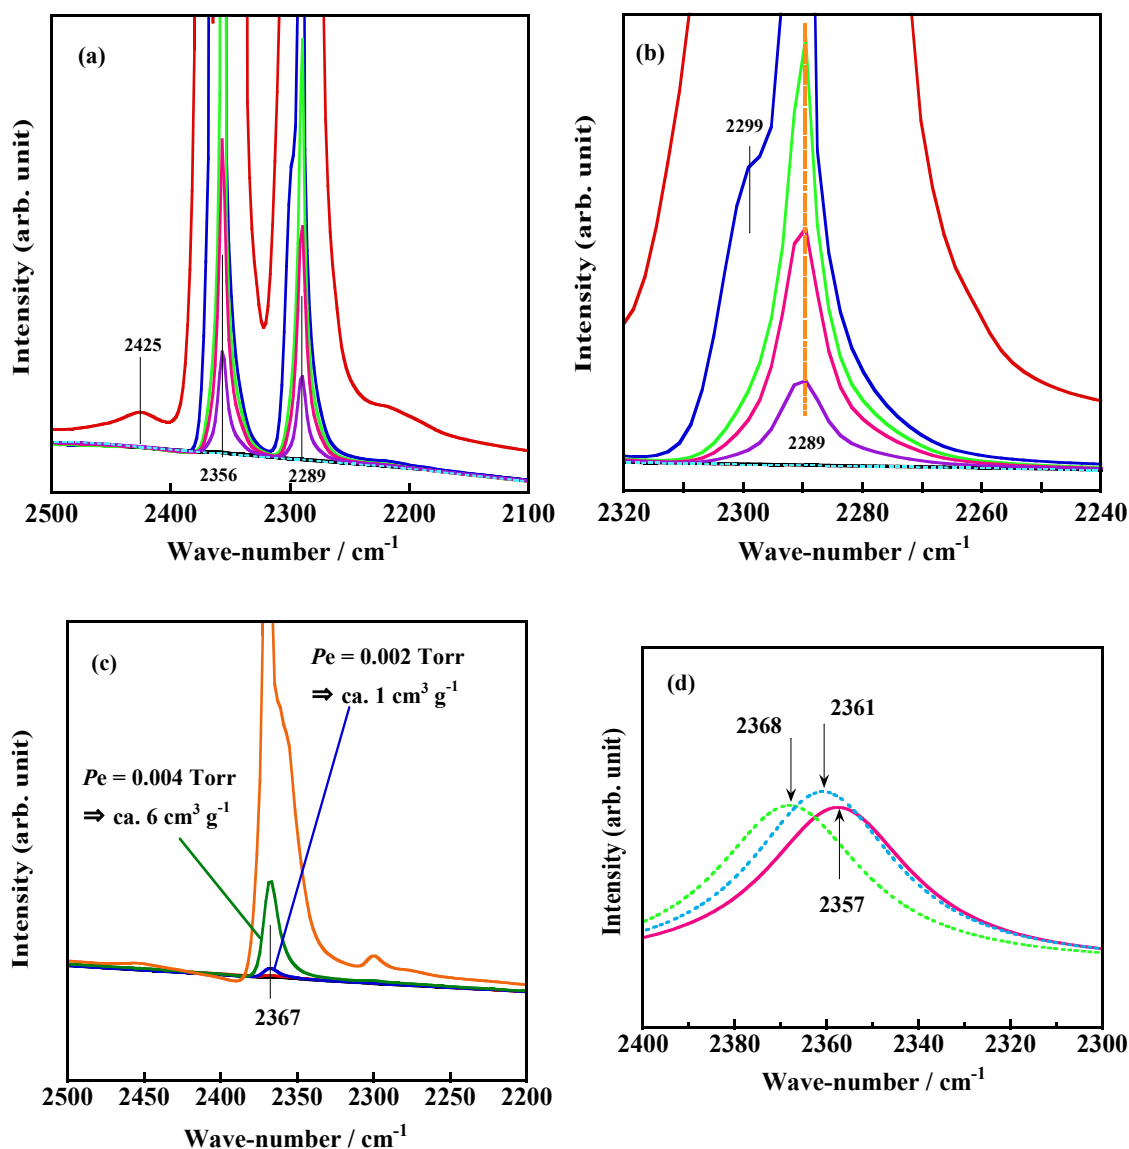 (a)
Intensity (arb. unit)
2425
2356
2289
2500
2400
2300
2200
2100
Wave-number / cm⁻¹
(b)
Intensity (arb. unit)
2299
2289
2320
2300
2280
2260
2240
Wave-number / cm⁻¹
(c)
Intensity (arb. unit)
Pe = 0.002 Torr
⇒ ca. 1 cm³ g⁻¹
Pe = 0.004 Torr
⇒ ca. 6 cm³ g⁻¹
2367
2500
2450
2400
2350
2300
2250
2200
Wave-number / cm⁻¹
(d)
Intensity (arb. unit)
2361
2368
2357
2400
2380
2360
2340
2320
2300
Wave-number / cm⁻¹